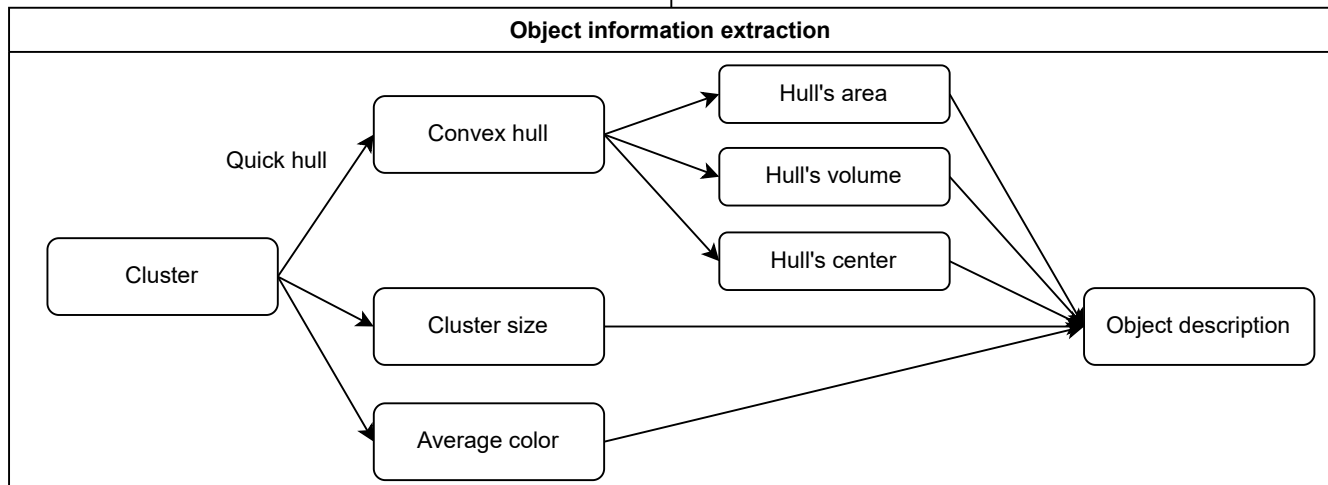 Object information extraction
Hull's area
Convex hull
Quick hull
Hull's volume
Hull's center
Cluster
Cluster size
Object description
Average color